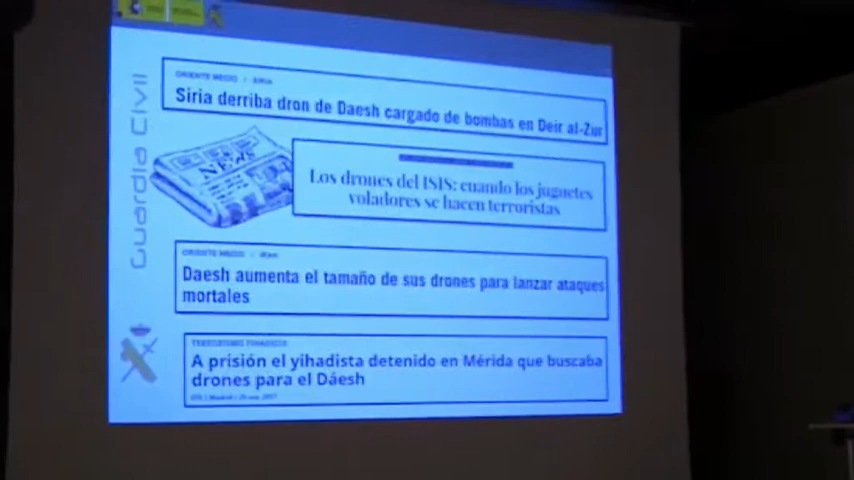 Guardia Civil
ORIENTE MEDIO / SIRIA
Siria derriba dron de Daesh cargado de bombas en Deir al-Zur
NEWS
Los drones del ISIS: cuando los juguetes
voladores se hacen terroristas
ORIENTE MEDIO /
Daesh aumenta el tamaño de sus drones para lanzar ataques
mortales
TERRORISMO YIHADISTA
A prisión el yihadista detenido en Mérida que buscaba
drones para el Dáesh